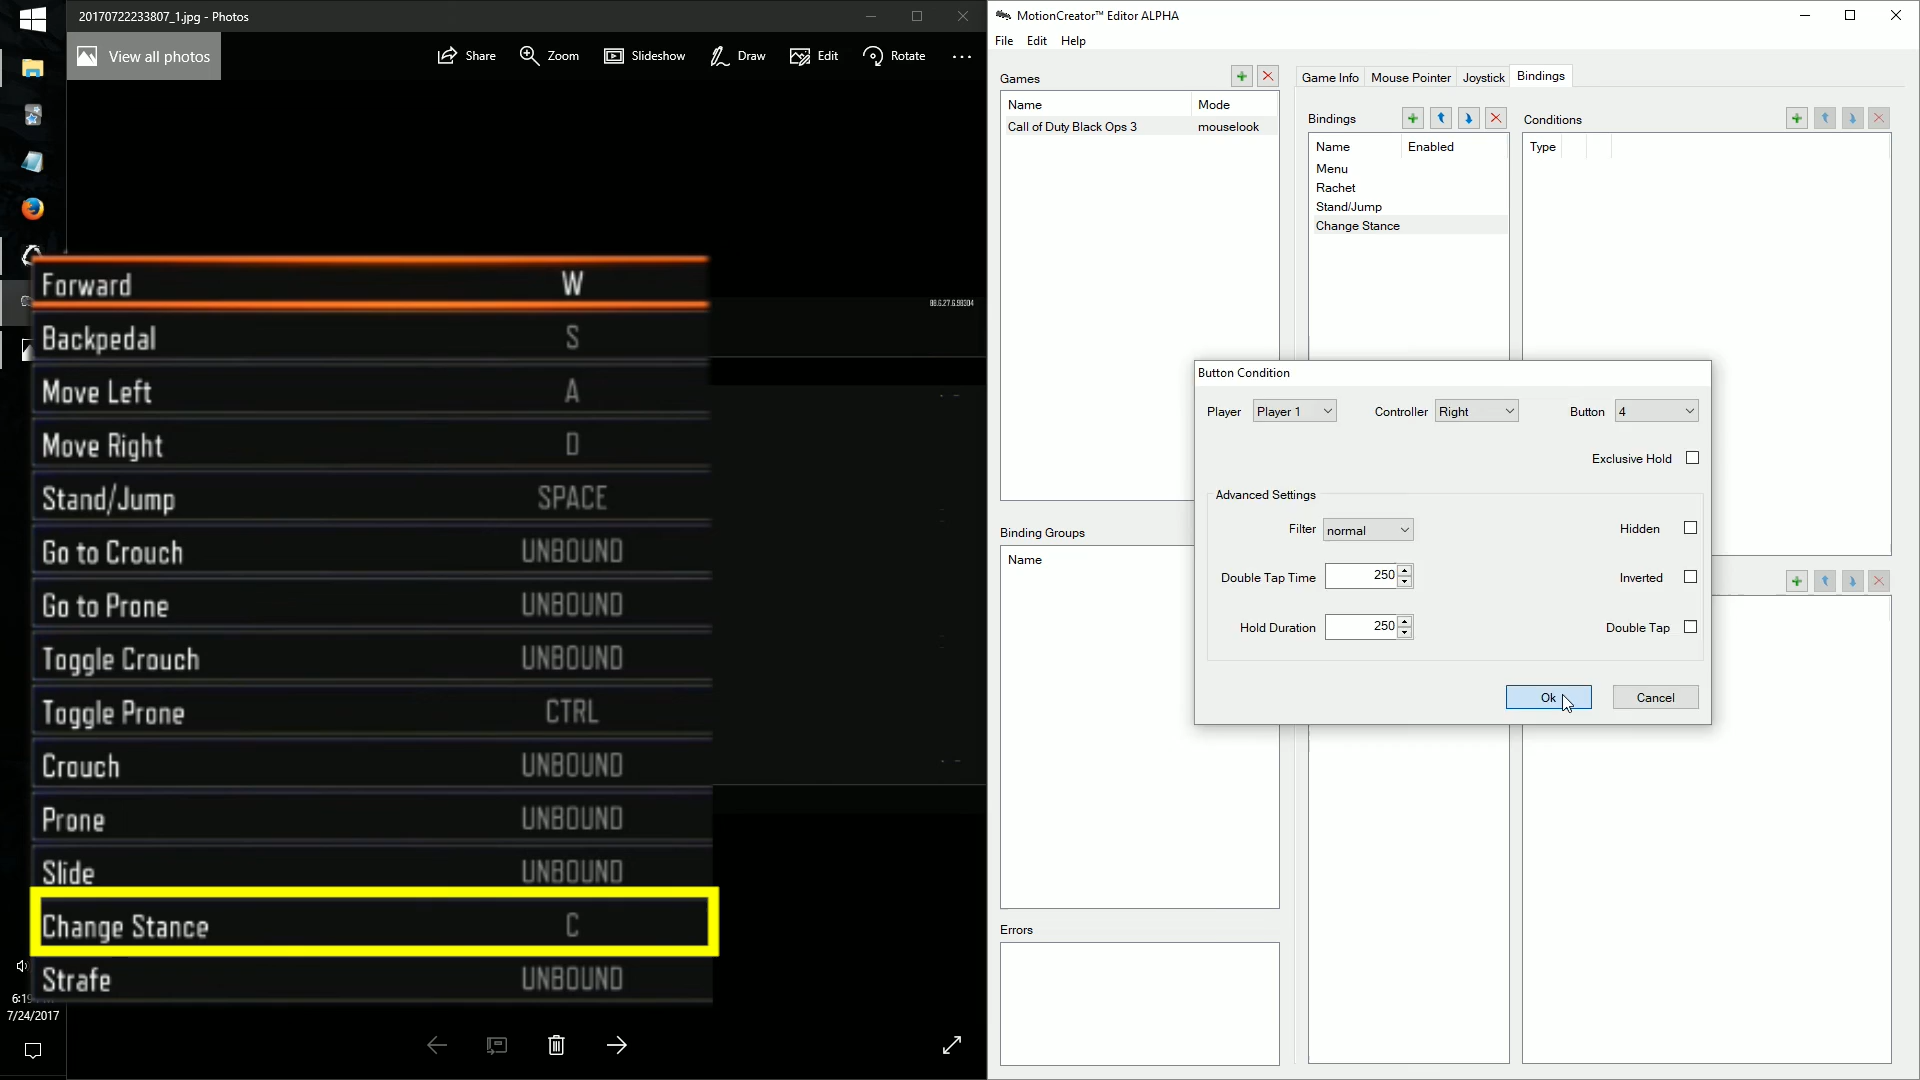 20170722233807_1.jpg - Photos
View all photos
Share
Zoom
Slideshow
Draw
Edit
Rotate
Forward W
Backpedal S
Move Left A
Move Right D
Stand/Jump SPACE
Go to Crouch UNBOUND
Go to Prone UNBOUND
Toggle Crouch UNBOUND
Toggle Prone CTRL
Crouch UNBOUND
Prone UNBOUND
Slide UNBOUND
Change Stance C
Strafe UNBOUND
7/24/2017
MotionCreator™ Editor ALPHA
File Edit Help
Games
Name Mode
Call of Duty Black Ops 3 mouselook
Binding Groups
Name
Errors
Game Info Mouse Pointer Joystick Bindings
Bindings
Name Enabled
Menu
Rachet
Stand/Jump
Change Stance
Conditions
Type
Button Condition
Player Player 1 Controller Right Button 4
Exclusive Hold
Advanced Settings
Filter normal Hidden
Double Tap Time 250 Inverted
Hold Duration 250 Double Tap
Ok Cancel